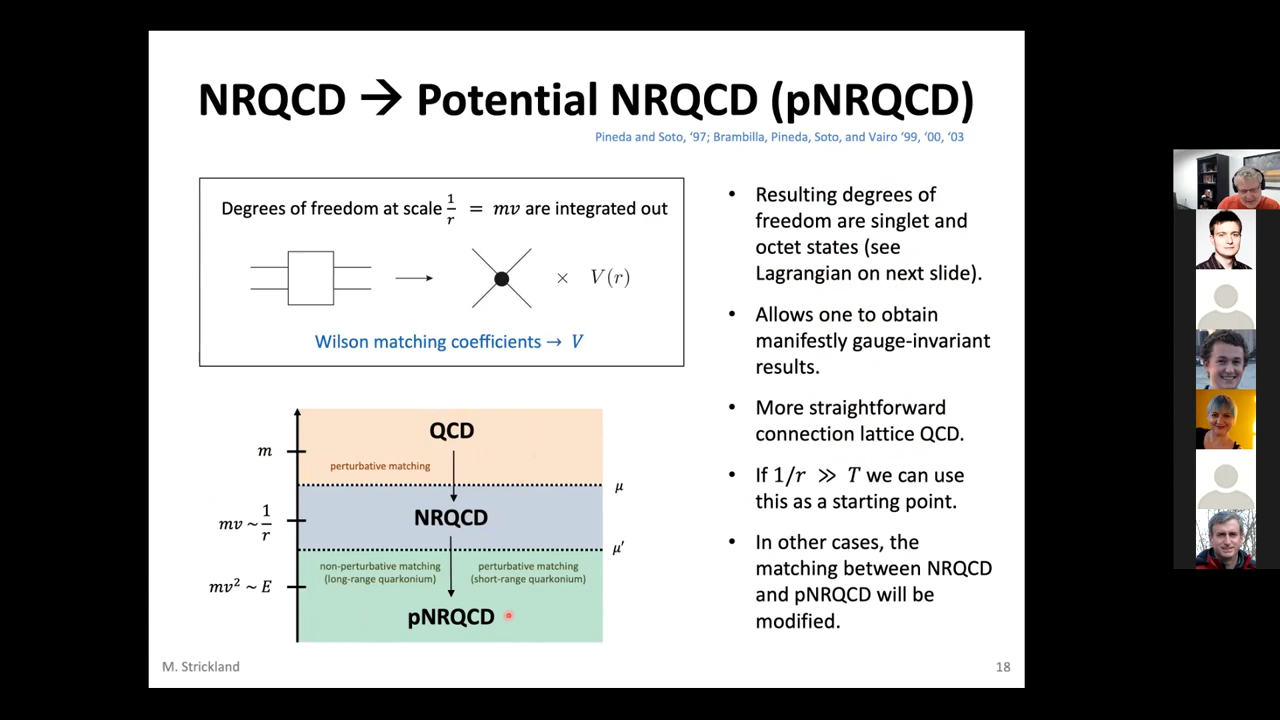 NRQCD → Potential NRQCD (pNRQCD)
Pineda and Soto, ‘97; Brambilla, Pineda, Soto, and Vairo ‘99, ‘00, ‘03
Degrees of freedom at scale 1/r = mv are integrated out
× V(r)
Wilson matching coefficients → V
QCD
m
perturbative matching
μ
NRQCD
mv ~ 1/r
μ′
non-perturbative matching
(long-range quarkonium)
perturbative matching
(short-range quarkonium)
mv² ~ E
pNRQCD
• Resulting degrees of
freedom are singlet and
octet states (see
Lagrangian on next slide).
• Allows one to obtain
manifestly gauge-invariant
results.
• More straightforward
connection lattice QCD.
• If 1/r ≫ T we can use
this as a starting point.
• In other cases, the
matching between NRQCD
and pNRQCD will be
modified.
M. Strickland
18